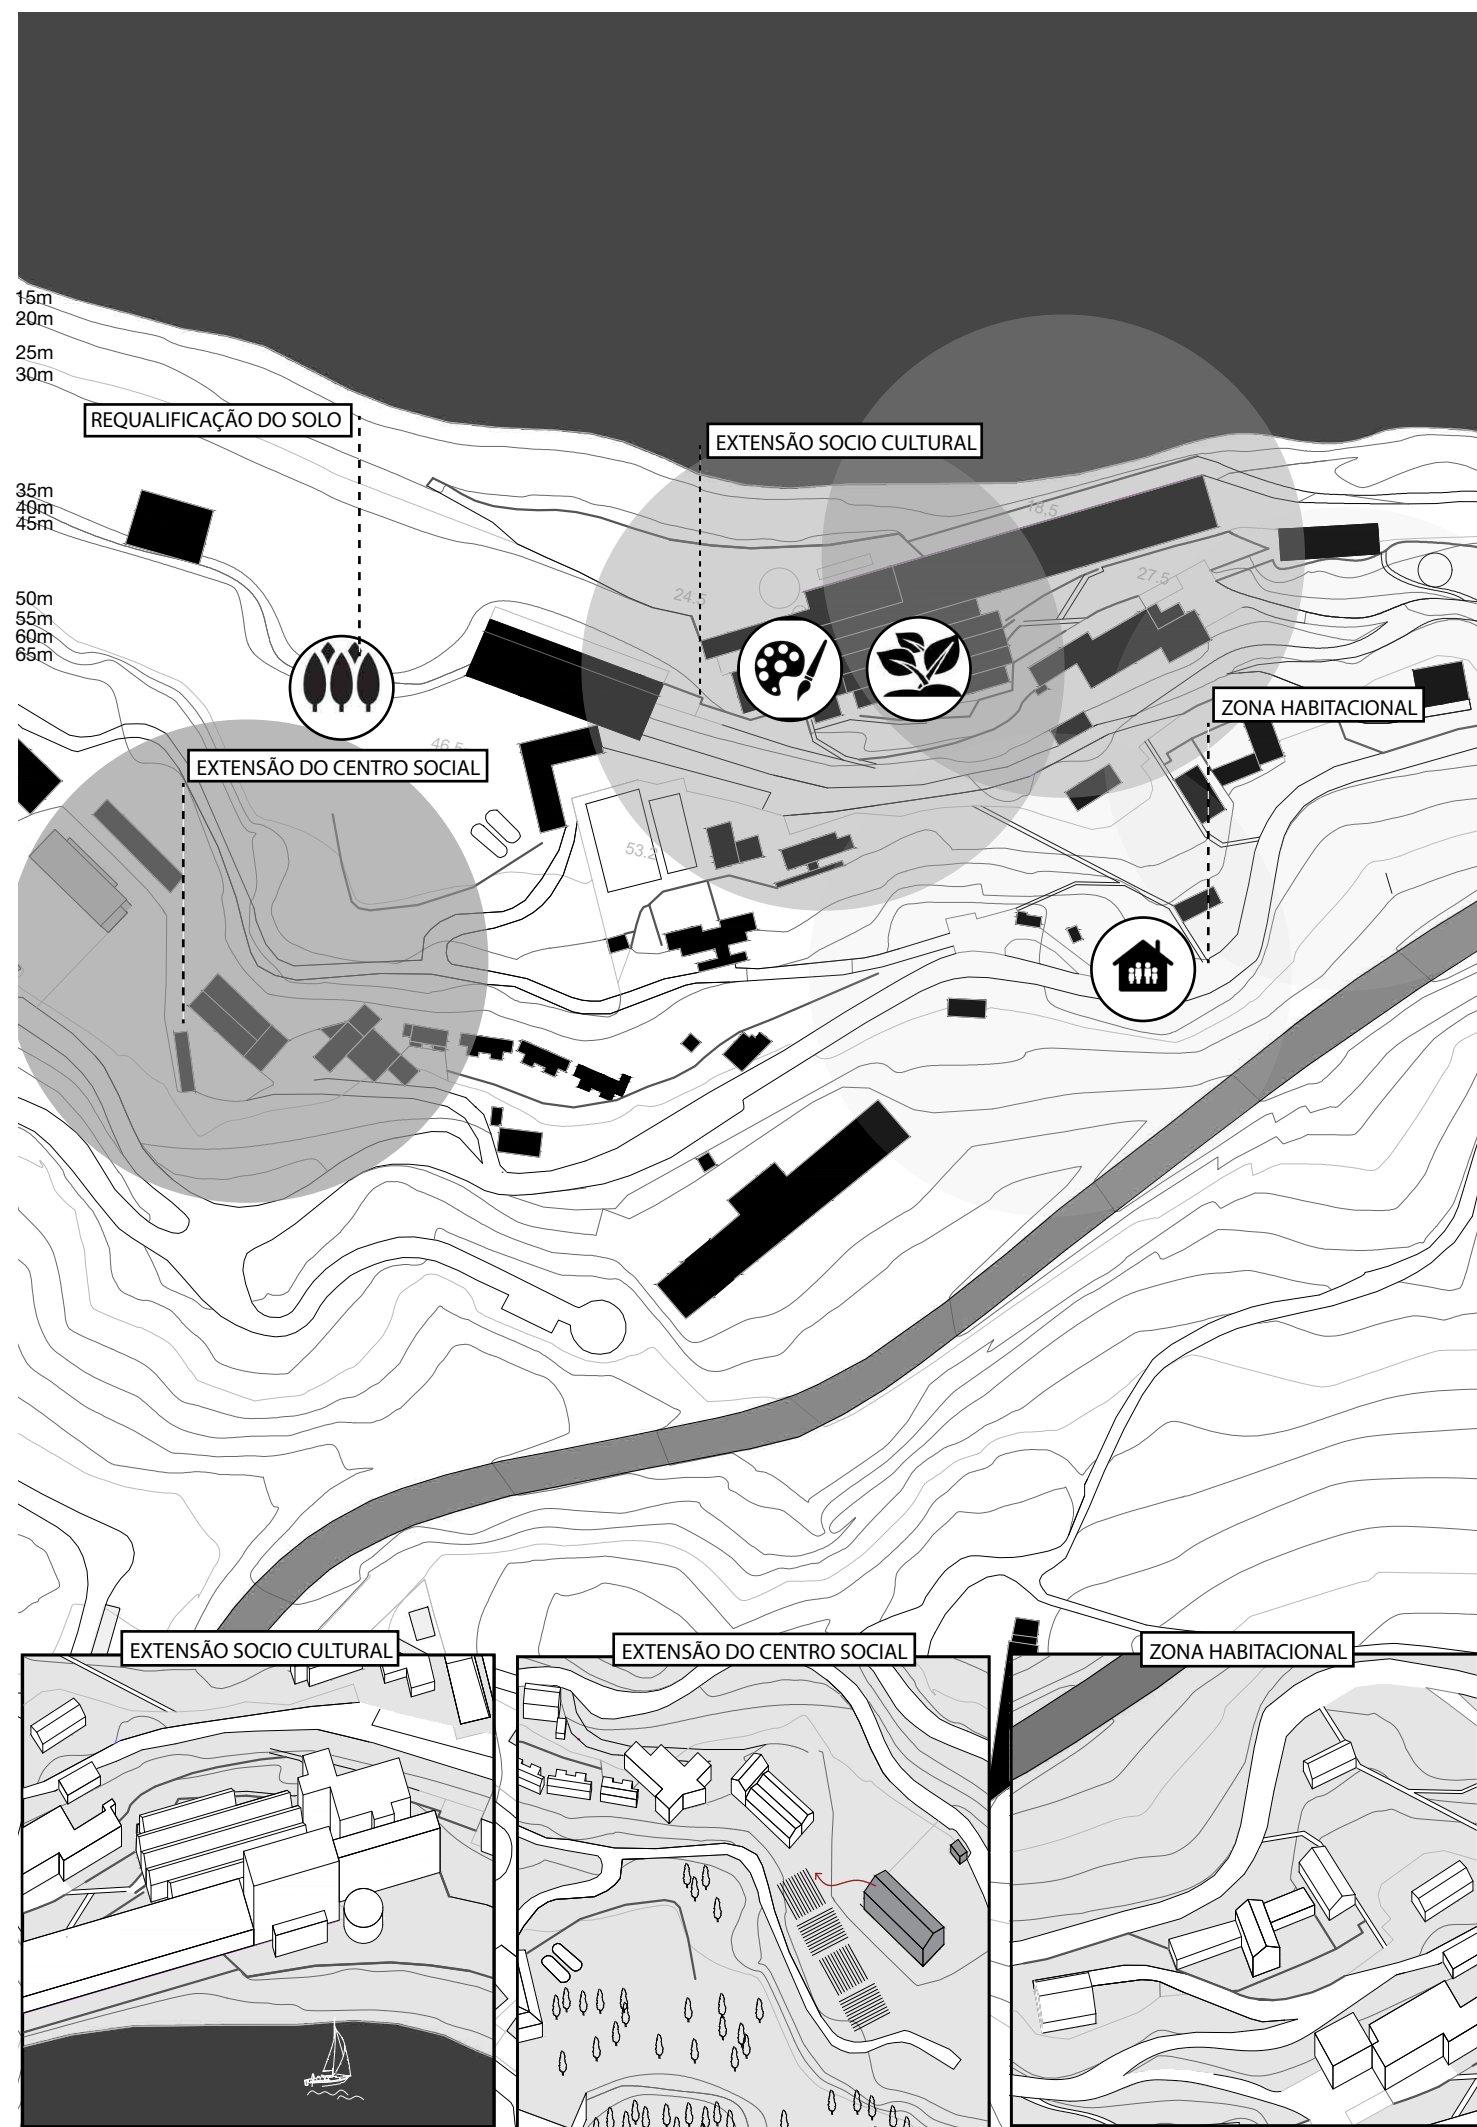 15m
20m
25m
30m
REQUALIFICAÇÃO DO SOLO
EXTENSÃO SOCIO CULTURAL
35m
40m
45m
18,5
27.5
50m
55m
60m
65m
24.5
ZONA HABITACIONAL
46.5
EXTENSÃO DO CENTRO SOCIAL
53.2
EXTENSÃO SOCIO CULTURAL
EXTENSÃO DO CENTRO SOCIAL
ZONA HABITACIONAL